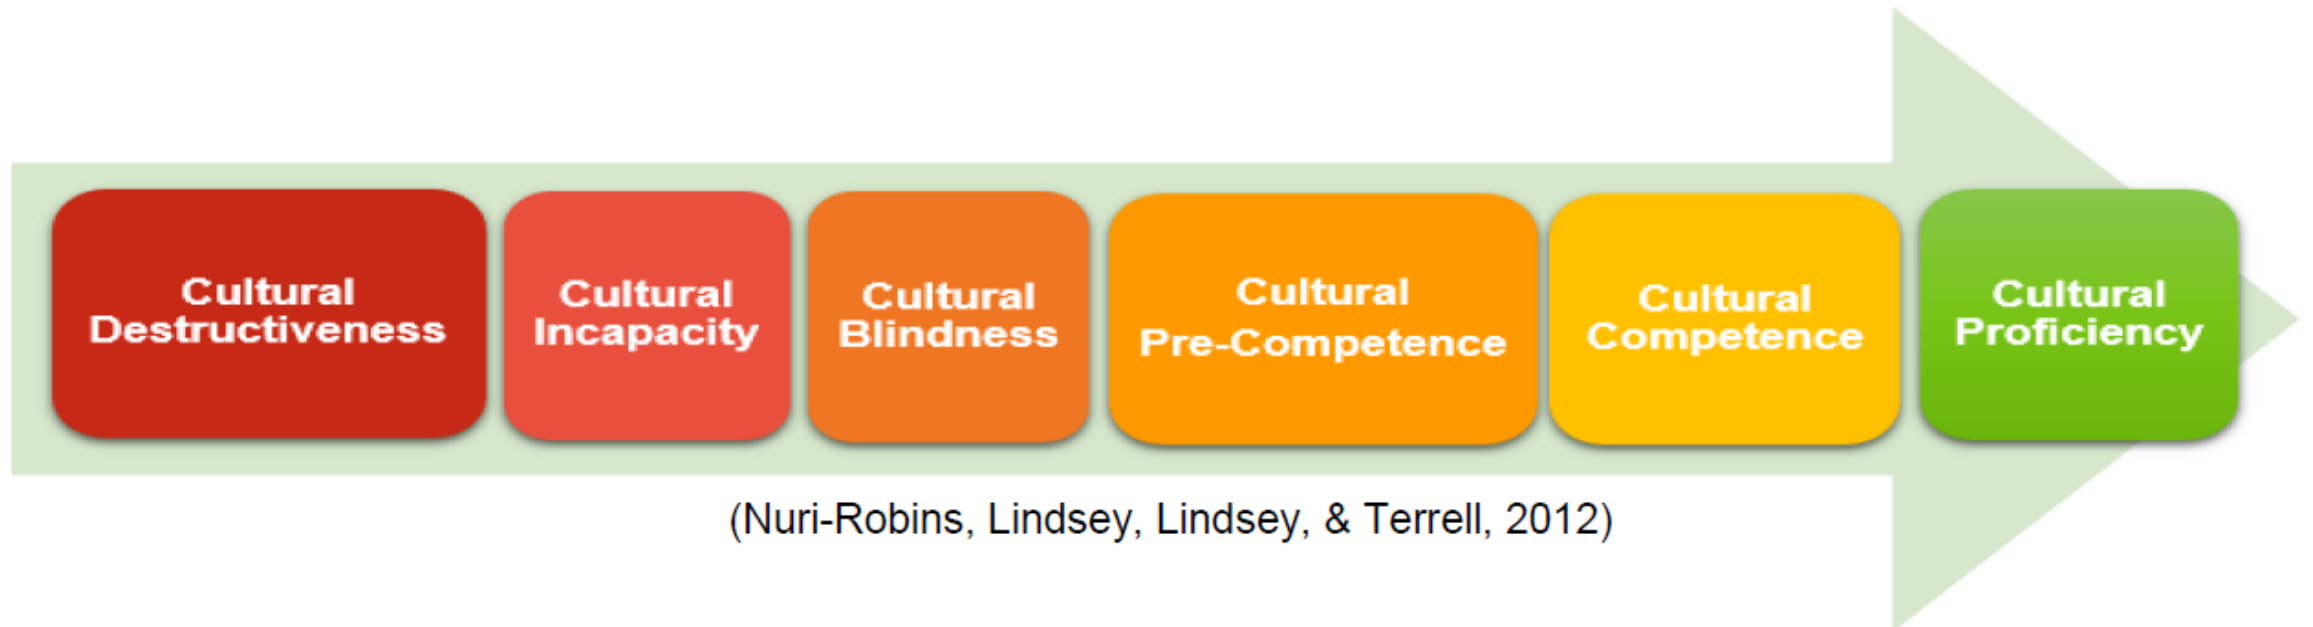 Cultural
Destructiveness
Cultural
Incapacity
Cultural
Blindness
Cultural
Pre-Competence
Cultural
Competence
Cultural
Proficiency
(Nuri-Robins, Lindsey, Lindsey, & Terrell, 2012)